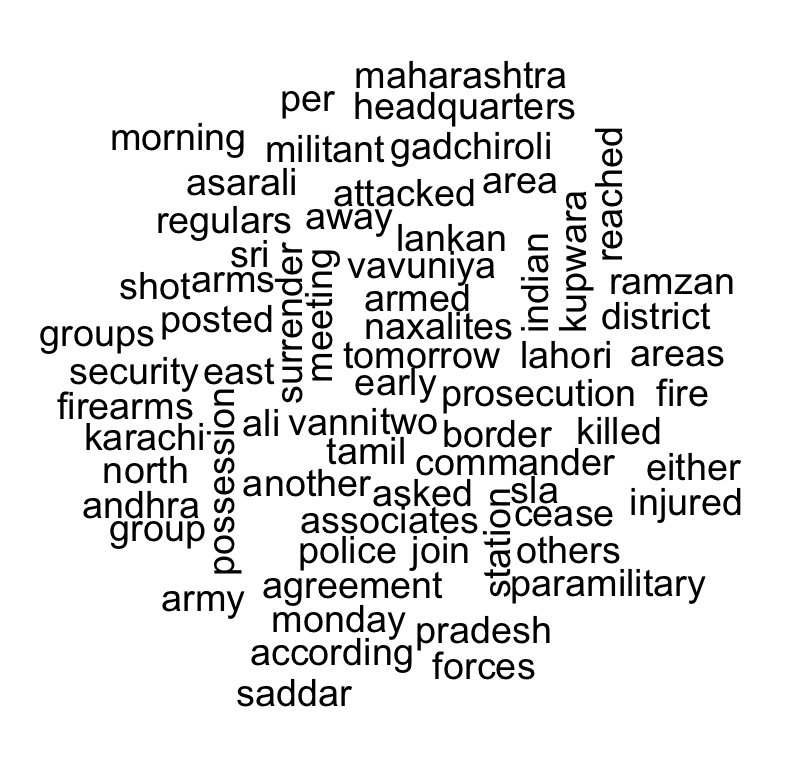 maharashtra
per headquarters
morning militant gadchiroli
reached
asarali attacked area
regulars away kupwara
sri lankan indian
surrender meeting vavuniya
shot arms armed ramzan
groups posted naxalites district
security east tomorrow lahori areas
firearms early prosecution fire
karachi possession ali vanni two border killed
north tamil commander either
andhra another asked sla injured
group associates station cease
police join others
army agreement paramilitary
monday pradesh
according forces
saddar